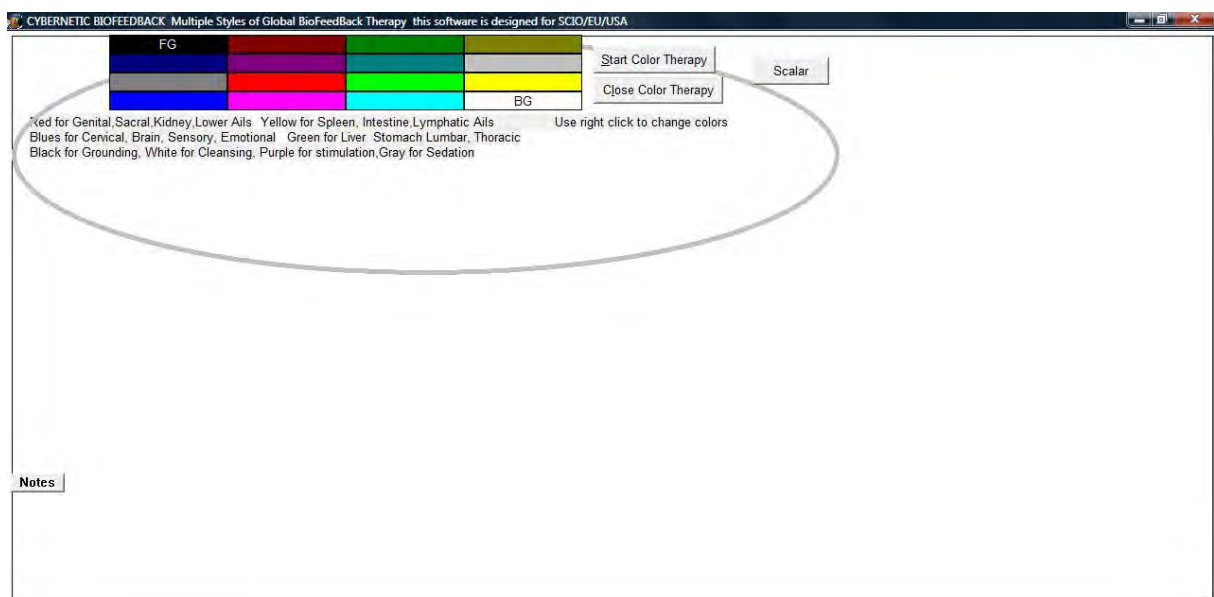 CYBERNETIC BIOFEEDBACK Multiple Styles of Global BioFeedBack Therapy this software is designed for SCIO/EU/USA
FG
Start Color Therapy
Scalar
Close Color Therapy
BG
Red for Genital,Sacral,Kidney,Lower Ails Yellow for Spleen, Intestine,Lymphatic Ails Use right click to change colors
Blues for Cervical, Brain, Sensory, Emotional Green for Liver Stomach Lumbar, Thoracic
Black for Grounding, White for Cleansing, Purple for stimulation,Gray for Sedation
Notes